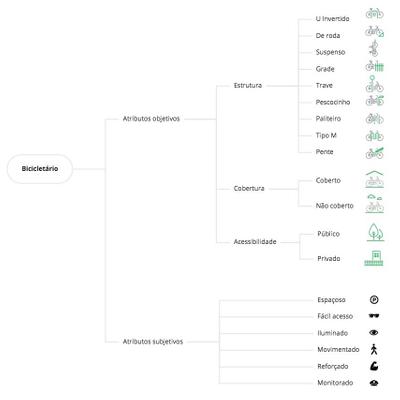 Bicicletário
Atributos objetivos
Estrutura
U Invertido
De roda
Suspenso
Grade
Trave
Pescocinho
Paliteiro
Tipo M
Pente
Cobertura
Coberto
Não coberto
Acessibilidade
Público
Privado
Atributos subjetivos
Espaçoso
Fácil acesso
Iluminado
Movimentado
Reforçado
Monitorado